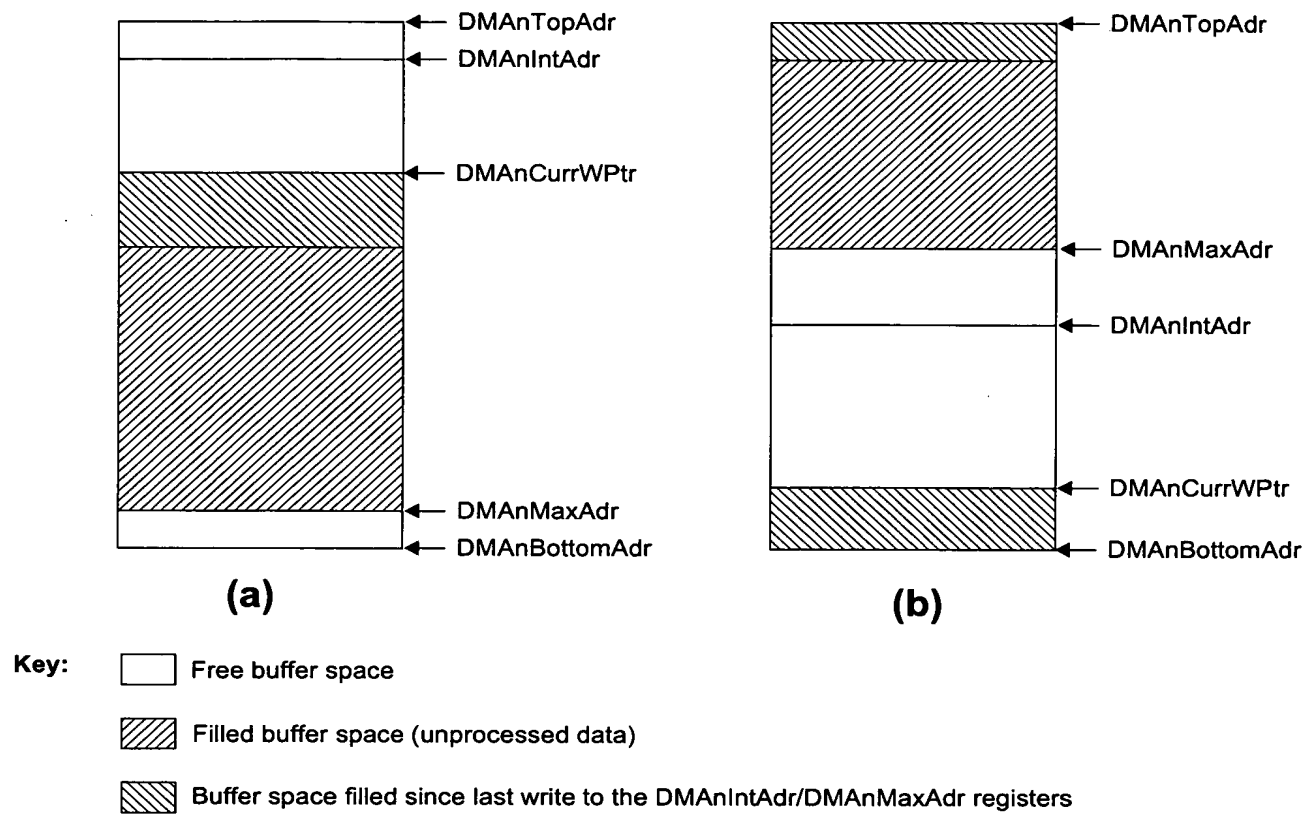 DMAnTopAdr
DMAnIntAdr
DMAnCurrWPtr
DMAnMaxAdr
DMAnBottomAdr
(a)
DMAnTopAdr
DMAnMaxAdr
DMAnIntAdr
DMAnCurrWPtr
DMAnBottomAdr
(b)
Key:
Free buffer space
Filled buffer space (unprocessed data)
Buffer space filled since last write to the DMAnIntAdr/DMAnMaxAdr registers